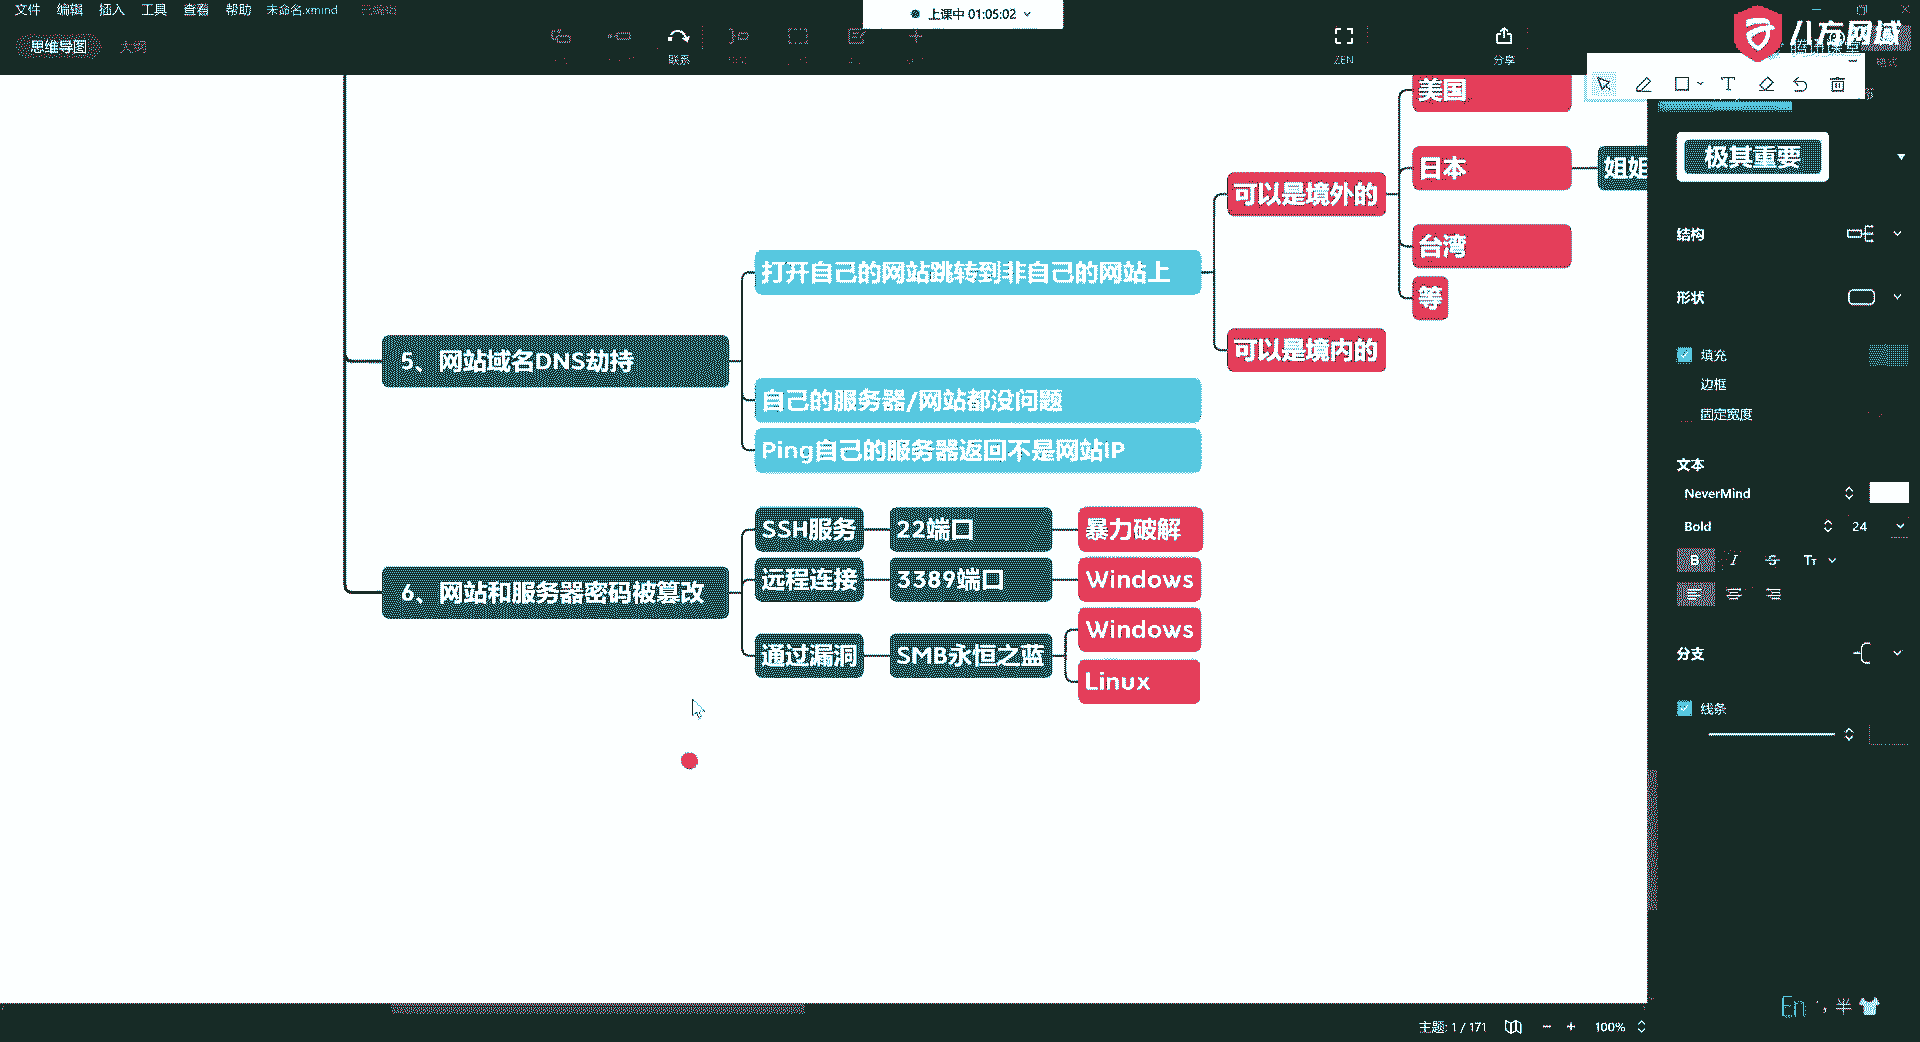 文件 编辑 插入 工具 查看 帮助 未命名.xmind 已编辑
上课中 01:05:02
八方网域
腾讯课堂
思维导图 大纲
联系
ZEN
分享
格式
美国
日本
姐姐
台湾
等
可以是境外的
可以是境内的
打开自己的网站跳转到非自己的网站上
5、网站域名DNS劫持
自己的服务器/网站都没问题
Ping自己的服务器返回不是网站IP
SSH服务 22端口 暴力破解
远程连接 3389端口 Windows
6、网站和服务器密码被篡改
Windows
通过漏洞 SMB永恒之蓝
Linux
极其重要
结构
形状
填充
边框
固定宽度
文本
NeverMind
Bold 24
B I S Tт
分支
线条
主题: 1 / 171
100%
En 半